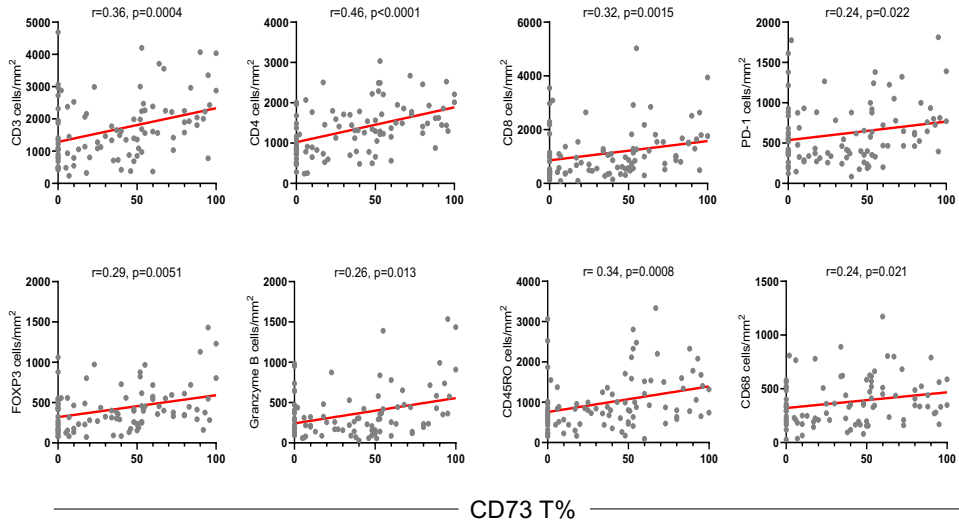 r=0.36, p=0.0004
r=0.46, p<0.0001
r=0.32, p=0.0015
r=0.24, p=0.022
CD3 cells/mm²
5000
4000
3000
2000
1000
0
0 50 100
CD4 cells/mm²
4000
3000
2000
1000
0
0 50 100
CD8 cells/mm²
6000
4000
2000
0
0 50 100
PD-1 cells/mm²
2000
1500
1000
500
0
0 50 100
r=0.29, p=0.0051
r=0.26, p=0.013
r= 0.34, p=0.0008
r=0.24, p=0.021
FOXP3 cells/mm²
2000
1500
1000
500
0
0 50 100
Granzyme B cells/mm²
2000
1500
1000
500
0
0 50 100
CD45RO cells/mm²
4000
3000
2000
1000
0
0 50 100
CD68 cells/mm²
1500
1000
500
0
0 50 100
CD73 T%